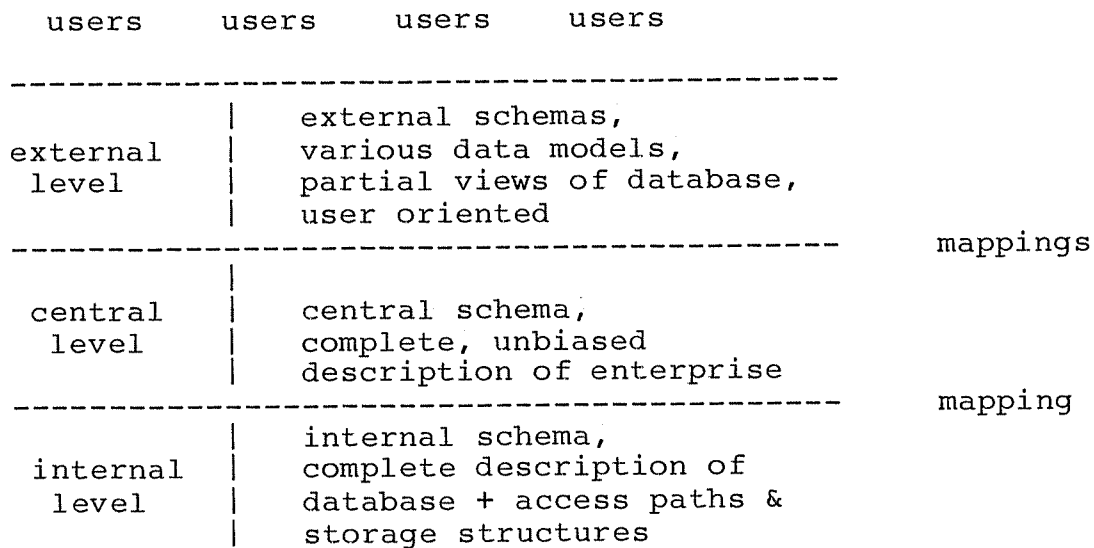 users users users users
external schemas,
external various data models,
level partial views of database,
user oriented
mappings
central central schema,
level complete, unbiased
description of enterprise
mapping
internal schema,
internal complete description of
level database + access paths &
storage structures